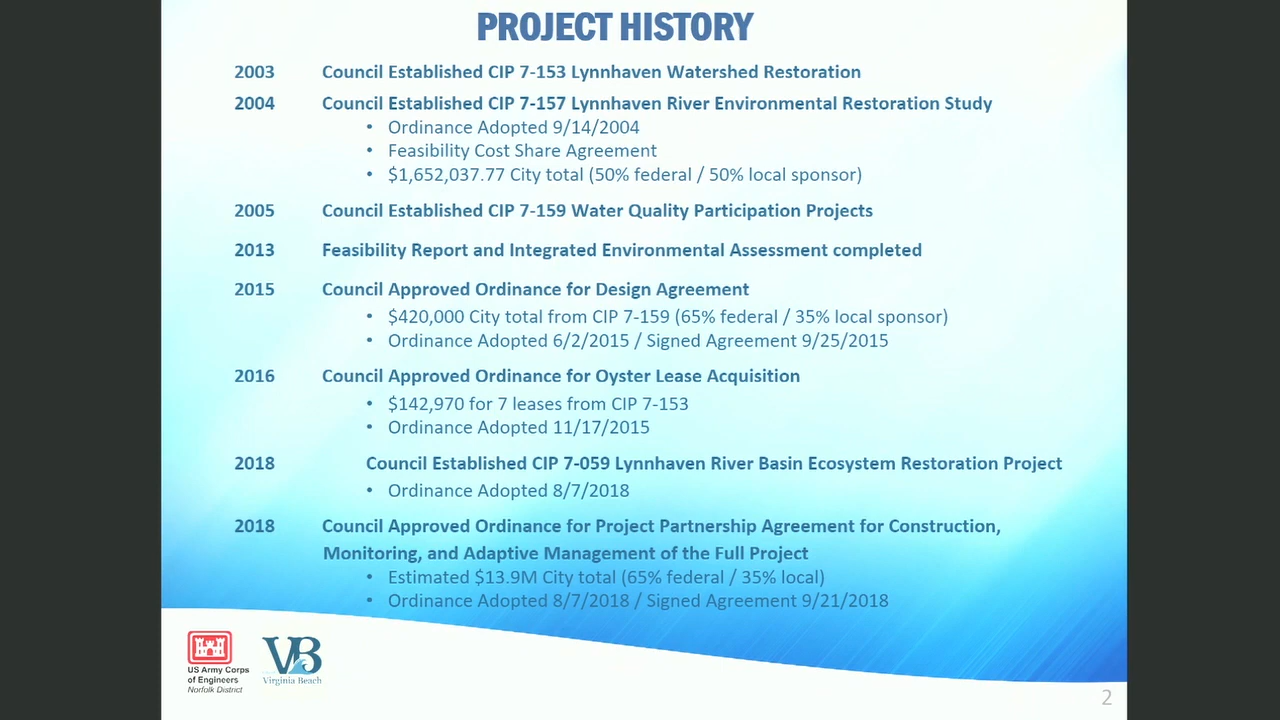 PROJECT HISTORY
2003 Council Established CIP 7-153 Lynnhaven Watershed Restoration
2004 Council Established CIP 7-157 Lynnhaven River Environmental Restoration Study
• Ordinance Adopted 9/14/2004
• Feasibility Cost Share Agreement
• $1,652,037.77 City total (50% federal / 50% local sponsor)
2005 Council Established CIP 7-159 Water Quality Participation Projects
2013 Feasibility Report and Integrated Environmental Assessment completed
2015 Council Approved Ordinance for Design Agreement
• $420,000 City total from CIP 7-159 (65% federal / 35% local sponsor)
• Ordinance Adopted 6/2/2015 / Signed Agreement 9/25/2015
2016 Council Approved Ordinance for Oyster Lease Acquisition
• $142,970 for 7 leases from CIP 7-153
• Ordinance Adopted 11/17/2015
2018 Council Established CIP 7-059 Lynnhaven River Basin Ecosystem Restoration Project
• Ordinance Adopted 8/7/2018
2018 Council Approved Ordinance for Project Partnership Agreement for Construction,
Monitoring, and Adaptive Management of the Full Project
• Estimated $13.9M City total (65% federal / 35% local)
• Ordinance Adopted 8/7/2018 / Signed Agreement 9/21/2018
US Army Corps
of Engineers
Norfolk District
VB
Virginia Beach
2